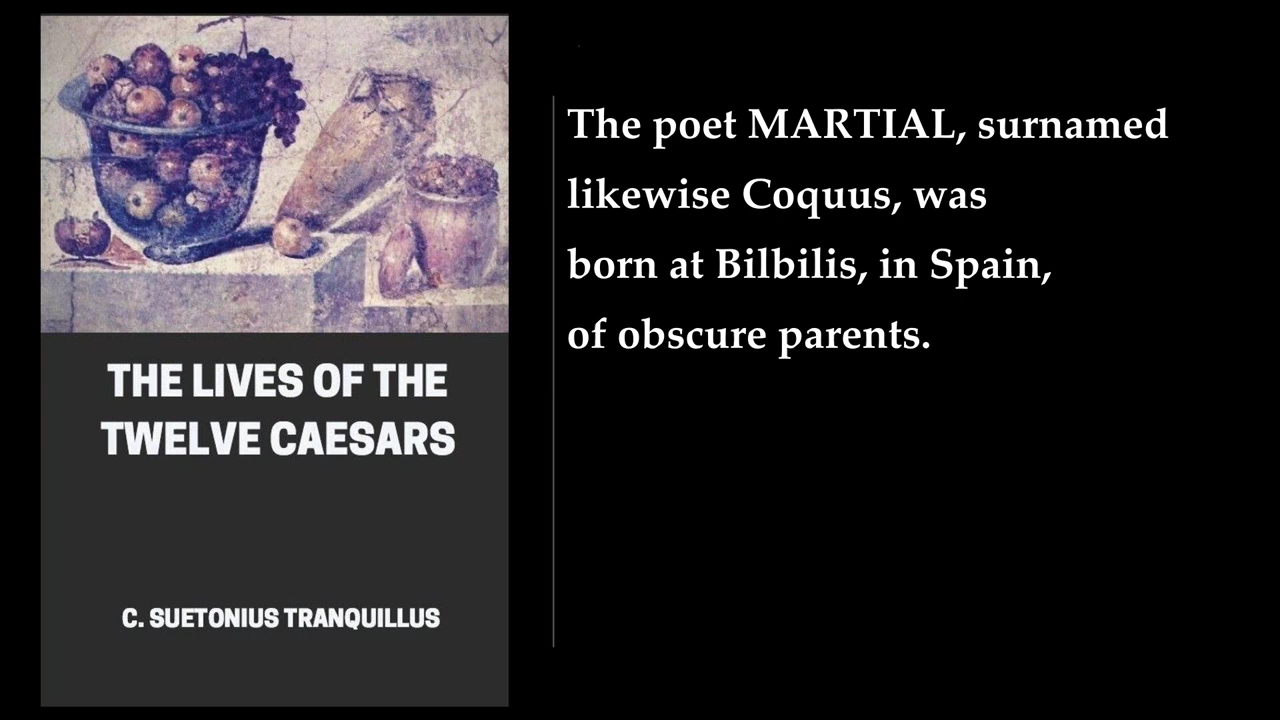 THE LIVES OF THE
TWELVE CAESARS
C. SUETONIUS TRANQUILLUS
The poet MARTIAL, surnamed
likewise Coquus, was
born at Bilbilis, in Spain,
of obscure parents.